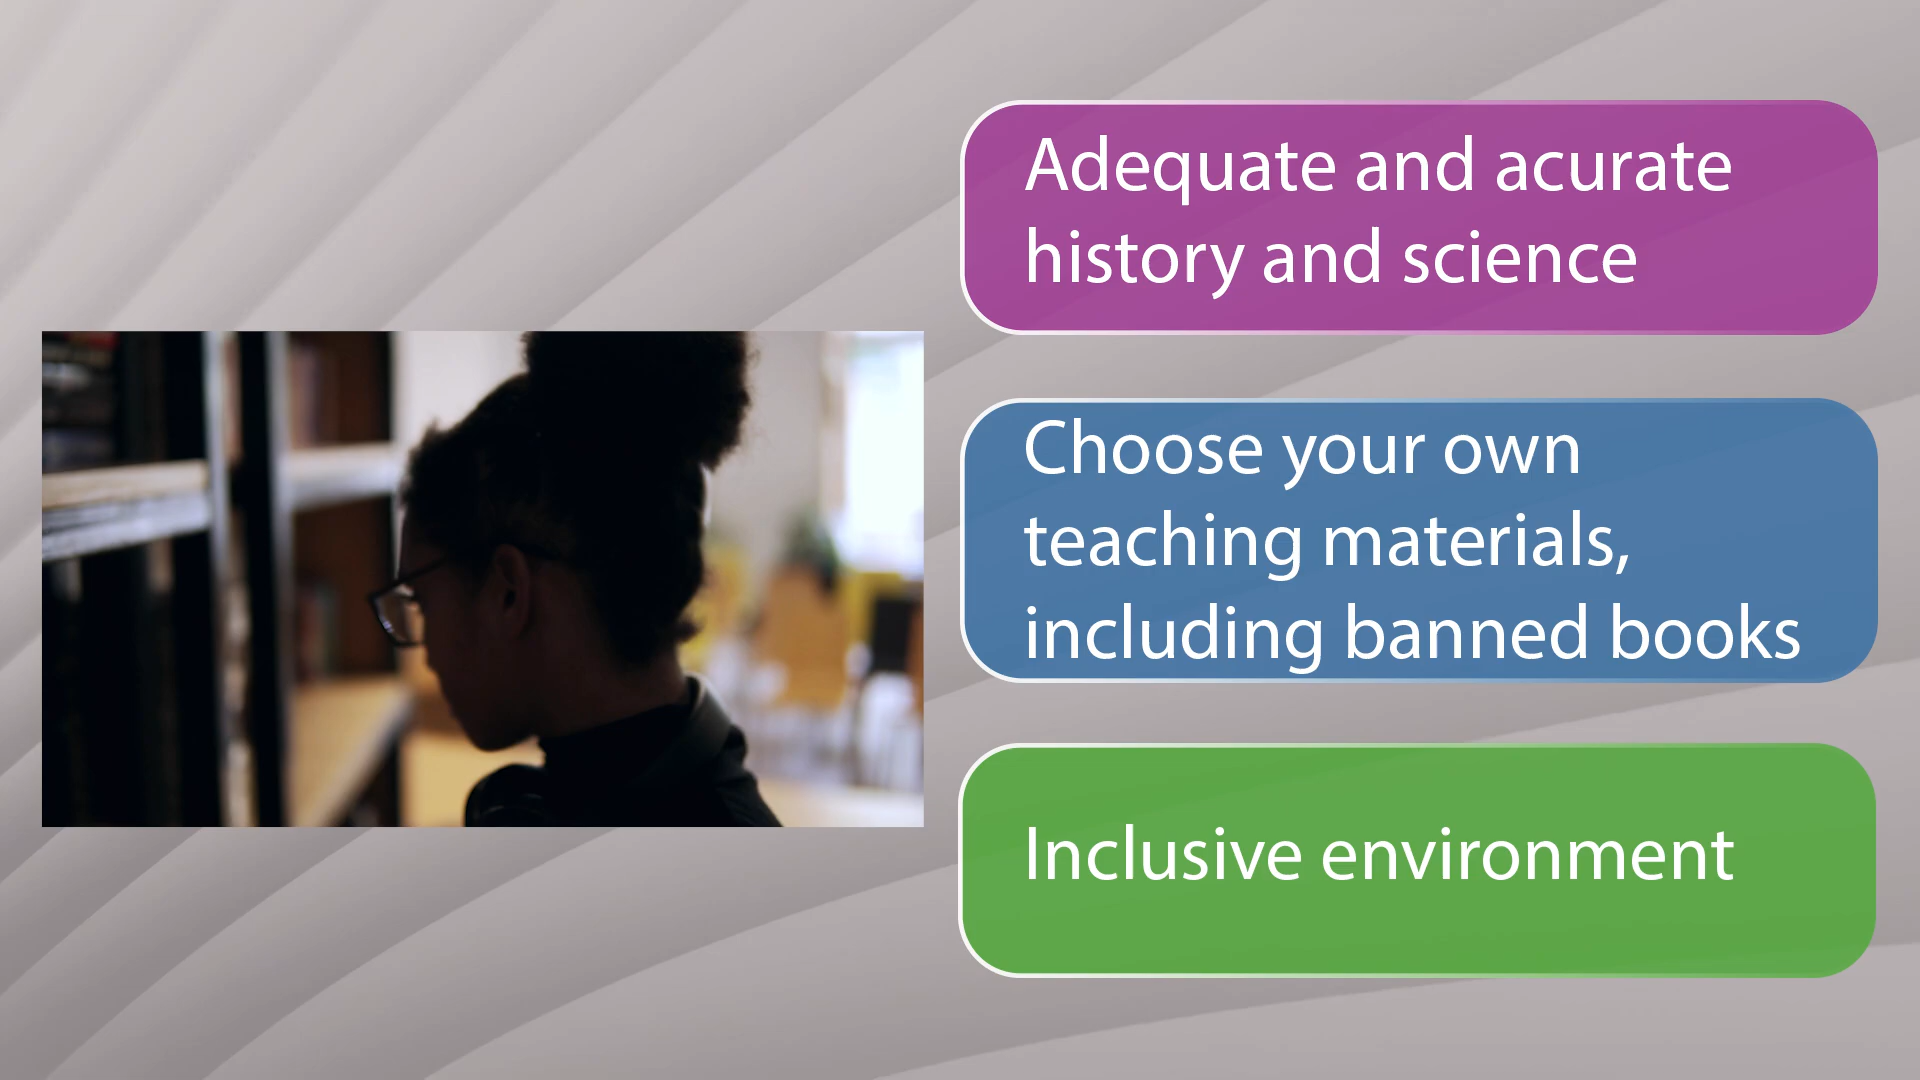 Adequate and acurate
history and science
Choose your own
teaching materials,
including banned books
Inclusive environment